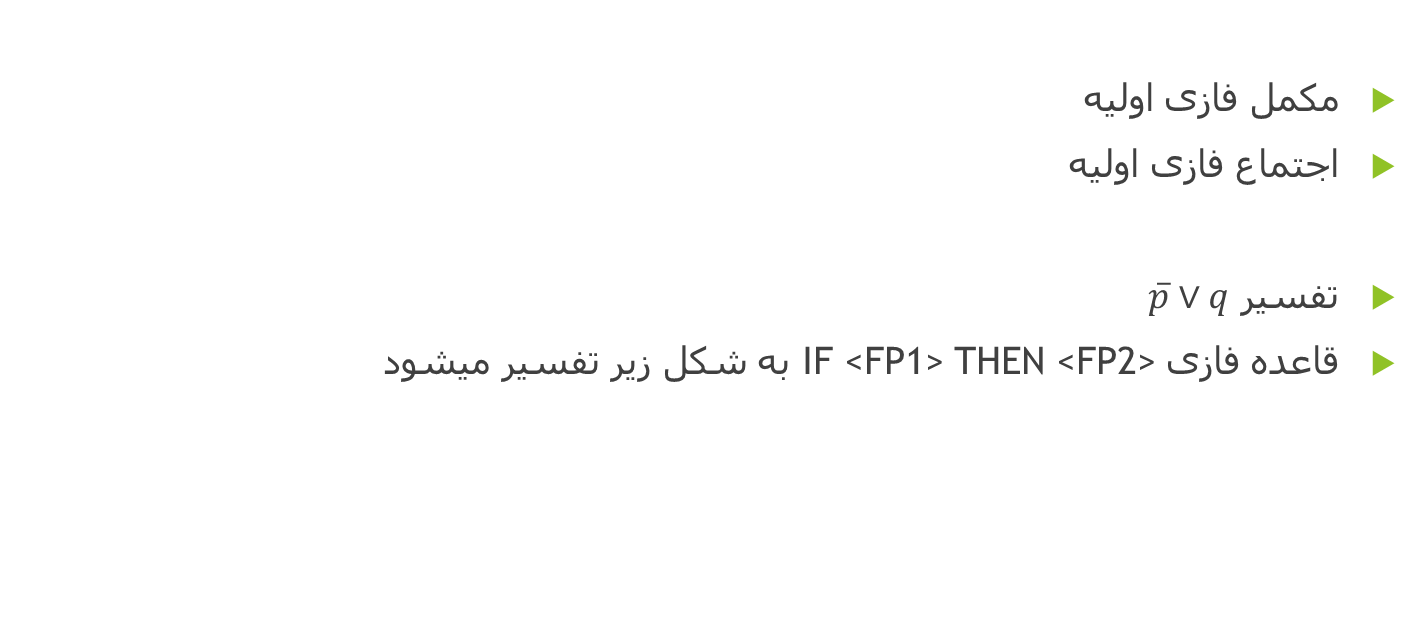 مکمل فازی اولیه
اجتماع فازی اولیه
تفسیر p̄ ∨ q
قاعده فازی IF <FP1> THEN <FP2> به شکل زیر تفسیر میشود